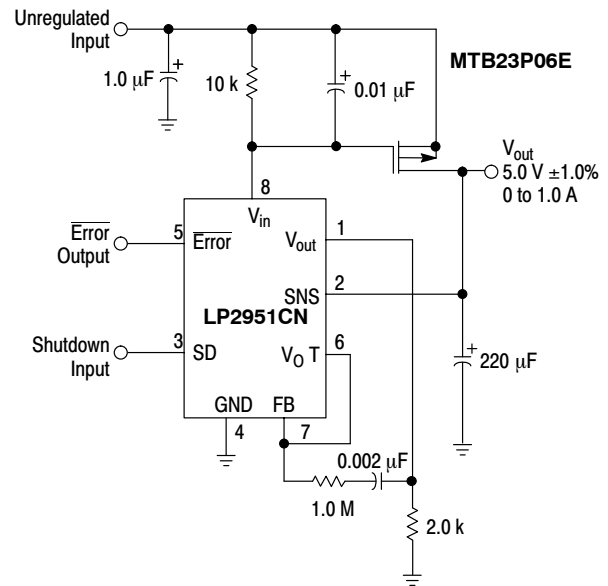 Unregulated
Input
MTB23P06E
1.0 μF
+
10 k
+
0.01 μF
Vout
5.0 V ±1.0%
0 to 1.0 A
8
Vin
Error
Output
5
Error
Vout
1
SNS
2
LP2951CN
Shutdown
Input
3
SD
VO T
6
+
220 μF
GND
FB
4
7
0.002 μF
1.0 M
2.0 k